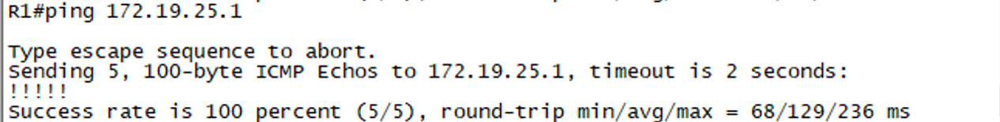 R1#ping 172.19.25.1
Type escape sequence to abort.
Sending 5, 100-byte ICMP Echos to 172.19.25.1, timeout is 2 seconds:
!!!!!
Success rate is 100 percent (5/5), round-trip min/avg/max = 68/129/236 ms